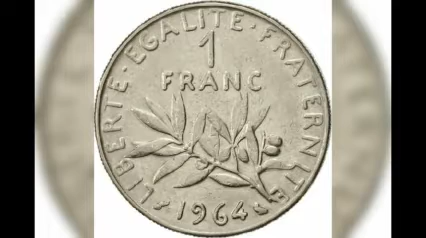 LIBERTE · EGALITE · FRATERNITE
1
FRANC
1964